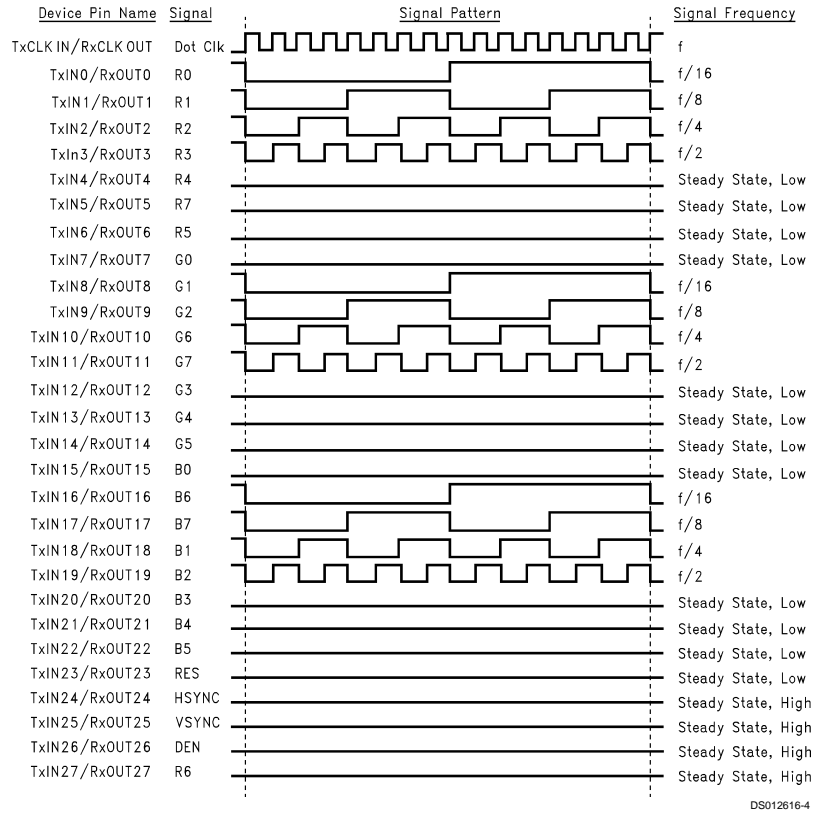 Device Pin Name Signal Signal Pattern Signal Frequency
TxCLK IN/RxCLK OUT Dot Clk f
TxIN0/RxOUT0 R0 f/16
TxIN1/RxOUT1 R1 f/8
TxIN2/RxOUT2 R2 f/4
TxIn3/RxOUT3 R3 f/2
TxIN4/RxOUT4 R4 Steady State, Low
TxIN5/RxOUT5 R7 Steady State, Low
TxIN6/RxOUT6 R5 Steady State, Low
TxIN7/RxOUT7 G0 Steady State, Low
TxIN8/RxOUT8 G1 f/16
TxIN9/RxOUT9 G2 f/8
TxIN10/RxOUT10 G6 f/4
TxIN11/RxOUT11 G7 f/2
TxIN12/RxOUT12 G3 Steady State, Low
TxIN13/RxOUT13 G4 Steady State, Low
TxIN14/RxOUT14 G5 Steady State, Low
TxIN15/RxOUT15 B0 Steady State, Low
TxIN16/RxOUT16 B6 f/16
TxIN17/RxOUT17 B7 f/8
TxIN18/RxOUT18 B1 f/4
TxIN19/RxOUT19 B2 f/2
TxIN20/RxOUT20 B3 Steady State, Low
TxIN21/RxOUT21 B4 Steady State, Low
TxIN22/RxOUT22 B5 Steady State, Low
TxIN23/RxOUT23 RES Steady State, Low
TxIN24/RxOUT24 HSYNC Steady State, High
TxIN25/RxOUT25 VSYNC Steady State, High
TxIN26/RxOUT26 DEN Steady State, High
TxIN27/RxOUT27 R6 Steady State, High
DS012616-4